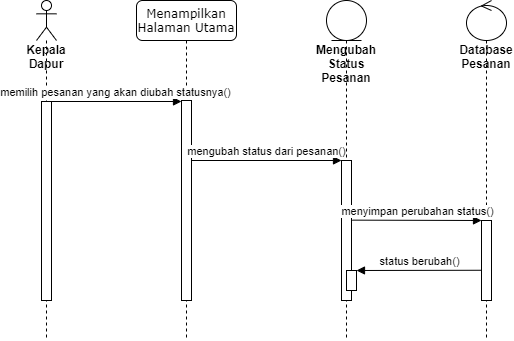 Menampilkan
Halaman Utama
Kepala
Dapur
Mengubah
Status
Pesanan
Database
Pesanan
memilih pesanan yang akan diubah statusnya()
mengubah status dari pesanan()
menyimpan perubahan status()
status berubah()